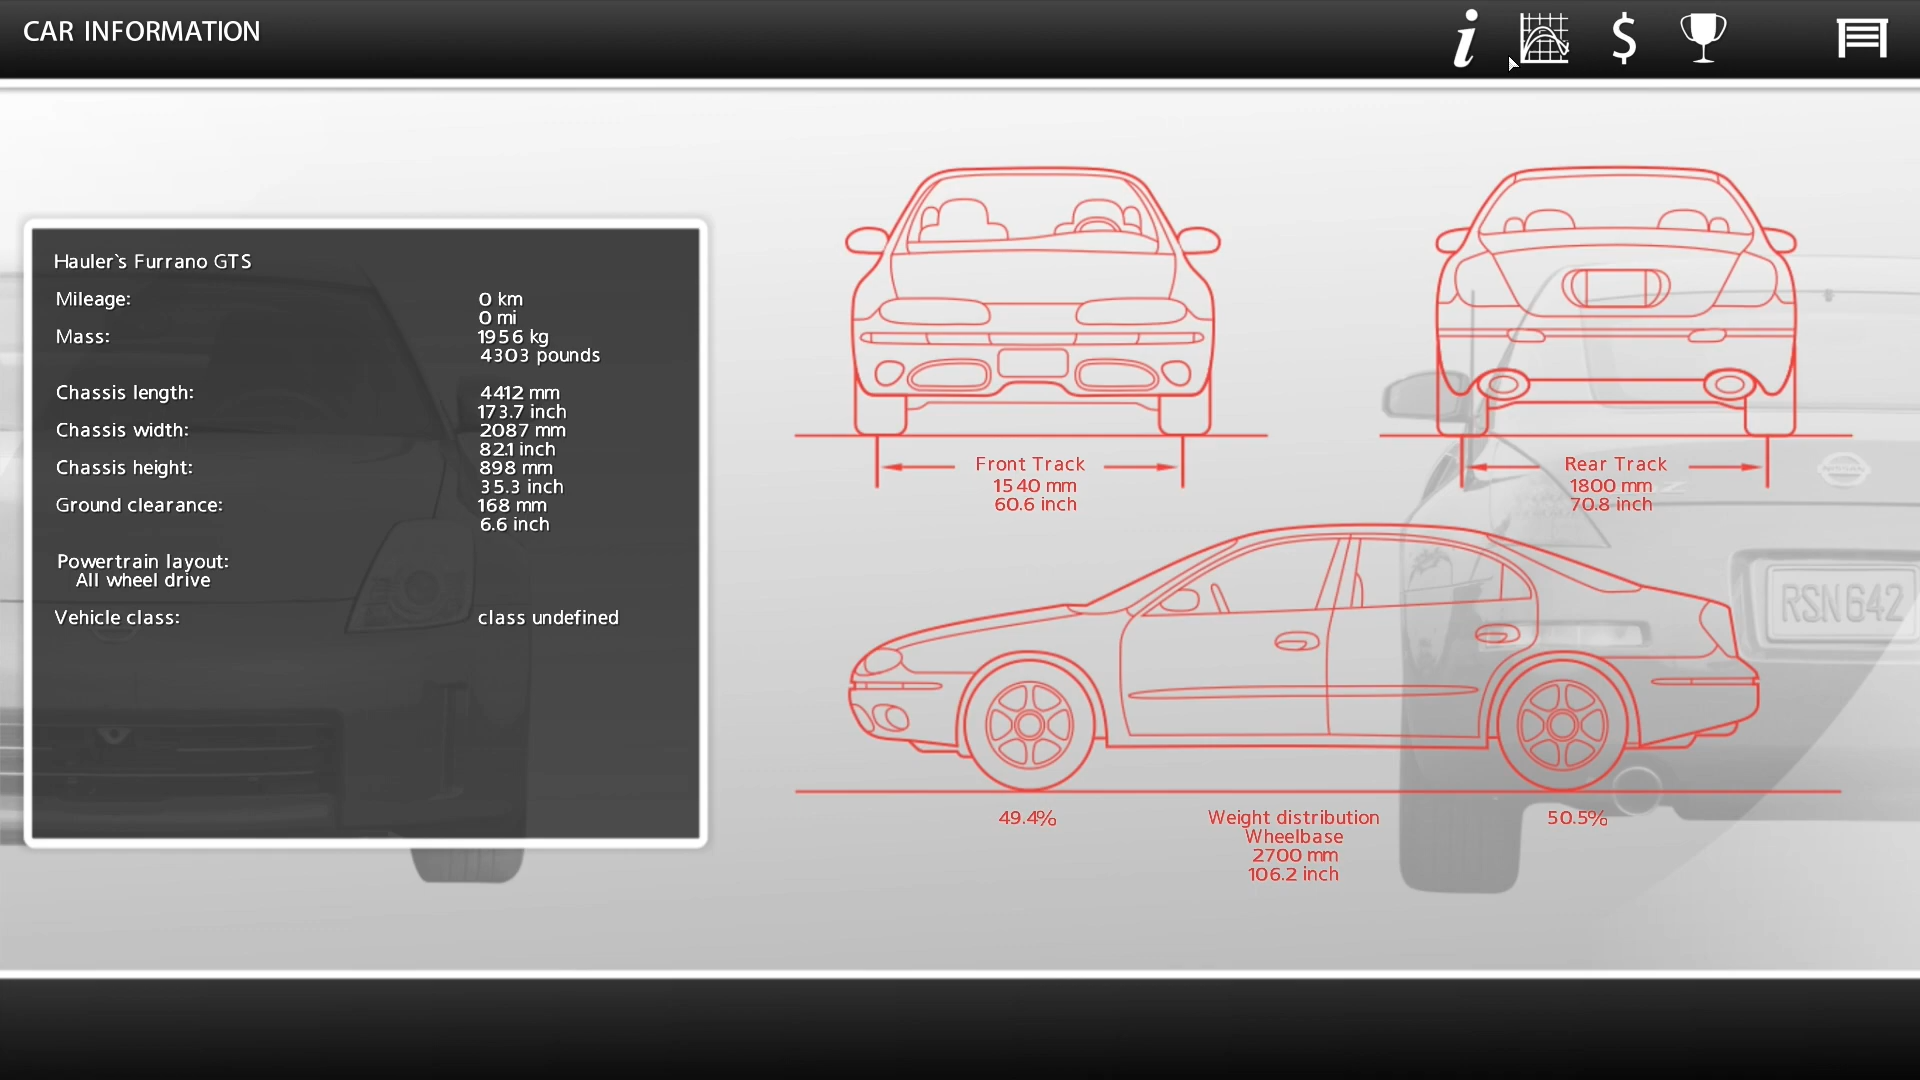 CAR INFORMATION
Hauler`s Furrano GTS
Mileage: 0 km
0 mi
Mass: 1956 kg
4303 pounds
Chassis length: 4412 mm
173.7 inch
Chassis width: 2087 mm
82.1 inch
Chassis height: 898 mm
35.3 inch
Ground clearance: 168 mm
6.6 inch
Powertrain layout:
All wheel drive
Vehicle class: class undefined
Front Track
1540 mm
60.6 inch
Rear Track
1800 mm
70.8 inch
RSN 642
49.4%
Weight distribution
50.5%
Wheelbase
2700 mm
106.2 inch